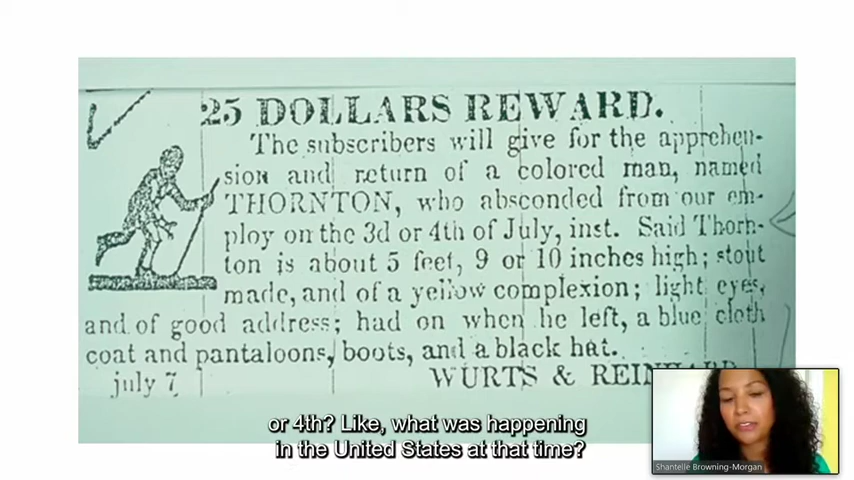 25 DOLLARS REWARD.
The subscribers will give for the apprehen-
sion and return of a colored man, named
THORNTON, who absconded from our em-
ploy on the 3d or 4th of July, inst. Said Thorn-
ton is about 5 feet, 9 or 10 inches high; stout
made, and of a yellow complexion; light eyes,
and of good address; had on when he left, a blue cloth
coat and pantaloons, boots, and a black hat.
july 7 WURTS &
or 4th? Like, what was happening
in the United States at that time?
Shantelle Browning-Morgan